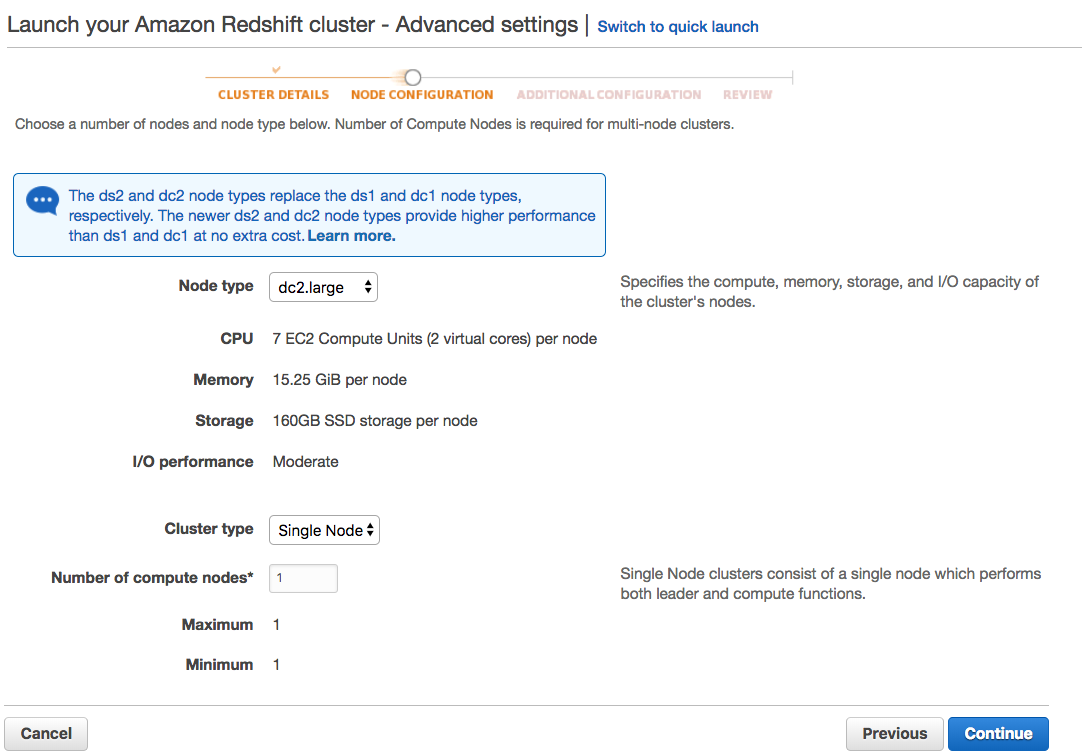 Launch your Amazon Redshift cluster - Advanced settings | Switch to quick launch
CLUSTER DETAILS NODE CONFIGURATION ADDITIONAL CONFIGURATION REVIEW
Choose a number of nodes and node type below. Number of Compute Nodes is required for multi-node clusters.
The ds2 and dc2 node types replace the ds1 and dc1 node types,
respectively. The newer ds2 and dc2 node types provide higher performance
than ds1 and dc1 at no extra cost. Learn more.
Node type dc2.large
Specifies the compute, memory, storage, and I/O capacity of
the cluster's nodes.
CPU 7 EC2 Compute Units (2 virtual cores) per node
Memory 15.25 GiB per node
Storage 160GB SSD storage per node
I/O performance Moderate
Cluster type Single Node
Number of compute nodes* 1
Single Node clusters consist of a single node which performs
both leader and compute functions.
Maximum 1
Minimum 1
Cancel Previous Continue